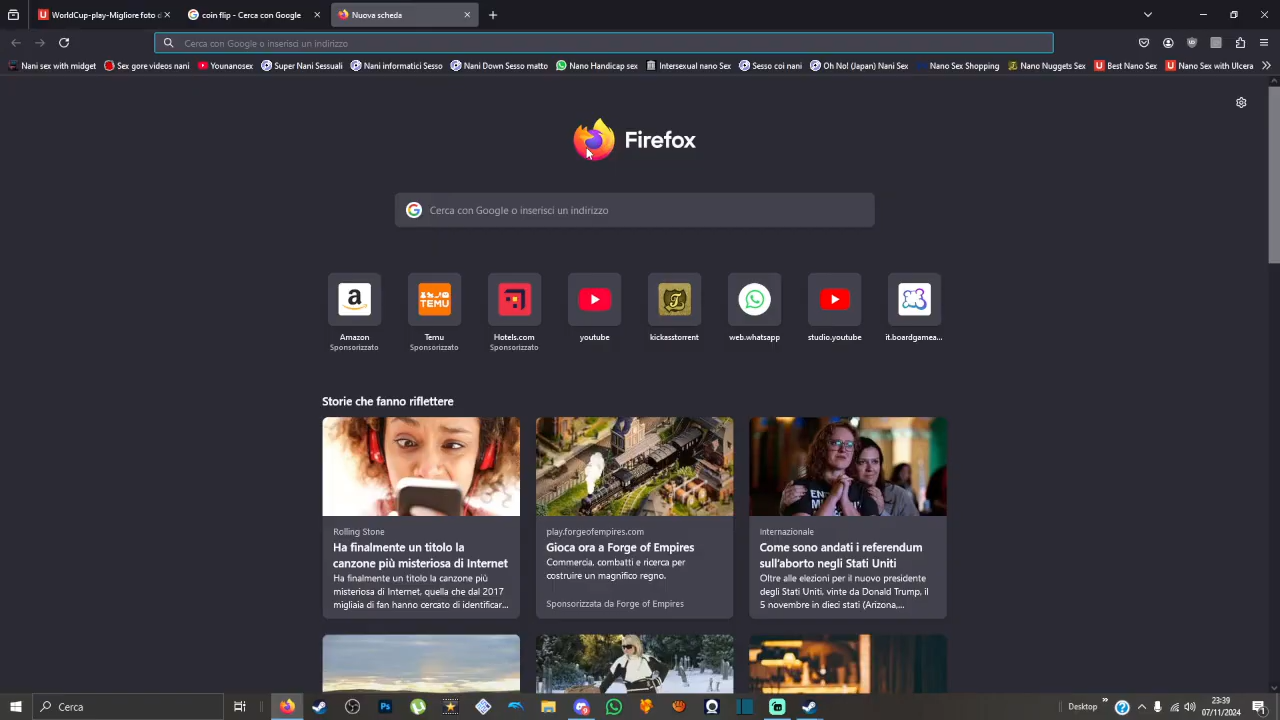 WorldCup-play-Migliore foto d
coin flip - Cerca con Google
Nuova scheda
Cerca con Google o inserisci un indirizzo
Nani sex with midget
Sex gore videos nani
Younanosex
Super Nani Sessuali
Nani informatici Sesso
Nani Down Sesso matto
Nano Handicap sex
Intersexual nano Sex
Sesso coi nani
Oh No! (Japan) Nani Sex
Nano Sex Shopping
Nano Nuggets Sex
Best Nano Sex
Nano Sex with Ulcera
Firefox
Cerca con Google o inserisci un indirizzo
a
TEMU
Amazon
Sponsorizzato
Temu
Sponsorizzato
Hotels.com
Sponsorizzato
youtube
kickasstorrent
web.whatsapp
studio.youtube
it.boardgamea...
Storie che fanno riflettere
Rolling Stone
Ha finalmente un titolo la
canzone più misteriosa di Internet
Ha finalmente un titolo la canzone più
misteriosa di Internet, quella che dal 2017
migliaia di fan hanno cercato di identificar...
play.forgeofempires.com
Gioca ora a Forge of Empires
Commercia, combatti e ricerca per
costruire un magnifico regno.
Sponsorizzata da Forge of Empires
Internazionale
Come sono andati i referendum
sull'aborto negli Stati Uniti
Oltre alle elezioni per il nuovo presidente
degli Stati Uniti, vinte da Donald Trump, il
5 novembre in dieci stati (Arizona,...
Cerca
Ps
Desktop
23:39
07/11/2024